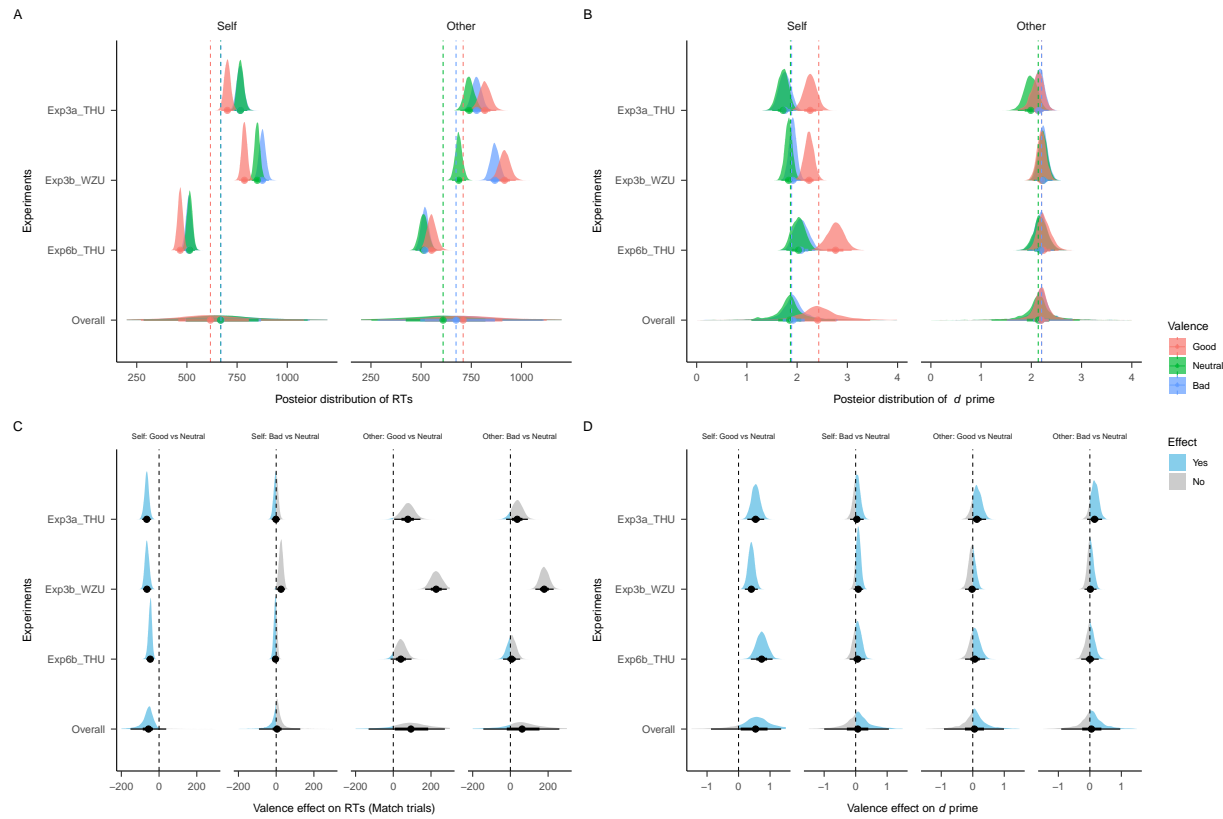 A
B
Self
Other
Self
Other
Experiments
Exp3a_THU
Exp3b_WZU
Exp6b_THU
Overall
250 500 750 1000
250 500 750 1000
Posterior distribution of RTs
Experiments
Exp3a_THU
Exp3b_WZU
Exp6b_THU
Overall
0 1 2 3 4
0 1 2 3 4
Posterior distribution of d prime
Valence
Good
Neutral
Bad
Effect
Yes
No
C
D
Self: Good vs Neutral
Self: Bad vs Neutral
Other: Good vs Neutral
Other: Bad vs Neutral
Experiments
Exp3a_THU
Exp3b_WZU
Exp6b_THU
Overall
−200 0 200
−200 0 200
−200 0 200
−200 0 200
Valence effect on RTs (Match trials)
Self: Good vs Neutral
Self: Bad vs Neutral
Other: Good vs Neutral
Other: Bad vs Neutral
Experiments
Exp3a_THU
Exp3b_WZU
Exp6b_THU
Overall
−1 0 1
−1 0 1
−1 0 1
−1 0 1
Valence effect on d prime